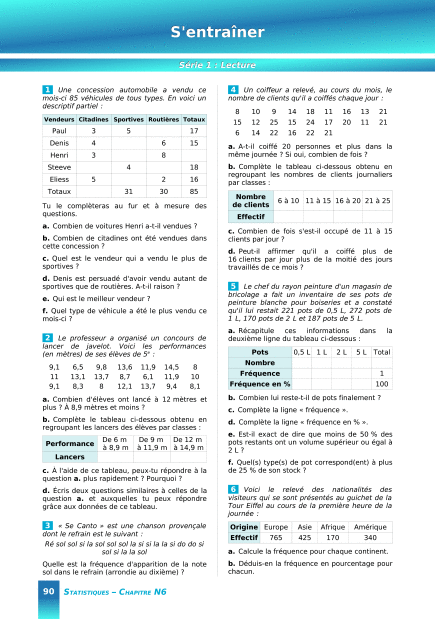 S'entraîner
Série 1 : Lecture
1 Une concession automobile a vendu ce
mois-ci 85 véhicules de tous types. En voici un
descriptif partiel :
Vendeurs Citadines Sportives Routières Totaux
Paul 3 5 17
Denis 4 6 15
Henri 3 8
Steeve 4 18
Eliess 5 2 16
Totaux 31 30 85
Tu le complèteras au fur et à mesure des
questions.
a. Combien de voitures Henri a-t-il vendues ?
b. Combien de citadines ont été vendues dans
cette concession ?
c. Quel est le vendeur qui a vendu le plus de
sportives ?
d. Denis est persuadé d'avoir vendu autant de
sportives que de routières. A-t-il raison ?
e. Qui est le meilleur vendeur ?
f. Quel type de véhicule a été le plus vendu ce
mois-ci ?
2 Le professeur a organisé un concours de
lancer de javelot. Voici les performances
(en mètres) de ses élèves de 5e :
9,1 6,5 9,8 13,6 11,9 14,5 8
11 13,1 13,7 8,7 6,1 11,9 10
9,1 8,3 8 12,1 13,7 9,4 8,1
a. Combien d'élèves ont lancé à 12 mètres et
plus ? À 8,9 mètres et moins ?
b. Complète le tableau ci-dessous obtenu en
regroupant les lancers des élèves par classes :
Performance De 6 m à 8,9 m De 9 m à 11,9 m De 12 m à 14,9 m
Lancers
c. À l'aide de ce tableau, peux-tu répondre à la
question a. plus rapidement ? Pourquoi ?
d. Écris deux questions similaires à celles de la
question a. et auxquelles tu peux répondre
grâce aux données de ce tableau.
3 « Se Canto » est une chanson provençale
dont le refrain est le suivant :
Ré sol sol si la sol sol sol la si si la la si do do si
sol si la la sol
Quelle est la fréquence d'apparition de la note
sol dans le refrain (arrondie au dixième) ?
4 Un coiffeur a relevé, au cours du mois, le
nombre de clients qu'il a coiffés chaque jour :
8 10 9 14 18 11 16 13 21
15 12 25 15 24 17 20 11 21
6 14 22 16 22 21
a. A-t-il coiffé 20 personnes et plus dans la
même journée ? Si oui, combien de fois ?
b. Complète le tableau ci-dessous obtenu en
regroupant les nombres de clients journaliers
par classes :
Nombre de clients 6 à 10 11 à 15 16 à 20 21 à 25
Effectif
c. Combien de fois s'est-il occupé de 11 à 15
clients par jour ?
d. Peut-il affirmer qu'il a coiffé plus de
16 clients par jour plus de la moitié des jours
travaillés de ce mois ?
5 Le chef du rayon peinture d'un magasin de
bricolage a fait un inventaire de ses pots de
peinture blanche pour boiseries et a constaté
qu'il lui restait 221 pots de 0,5 L, 272 pots de
1 L, 170 pots de 2 L et 187 pots de 5 L.
a. Récapitule ces informations dans la
deuxième ligne du tableau ci-dessous :
Pots 0,5 L 1 L 2 L 5 L Total
Nombre
Fréquence 1
Fréquence en % 100
b. Combien lui reste-t-il de pots finalement ?
c. Complète la ligne « fréquence ».
d. Complète la ligne « fréquence en % ».
e. Est-il exact de dire que moins de 50 % des
pots restants ont un volume supérieur ou égal à
2 L ?
f. Quel(s) type(s) de pot correspond(ent) à plus
de 25 % de son stock ?
6 Voici le relevé des nationalités des
visiteurs qui se sont présentés au guichet de la
Tour Eiffel au cours de la première heure de la
journée :
Origine Europe Asie Afrique Amérique
Effectif 765 425 170 340
a. Calcule la fréquence pour chaque continent.
b. Déduis-en la fréquence en pourcentage pour
chacun.
90 Statistiques – Chapitre N6